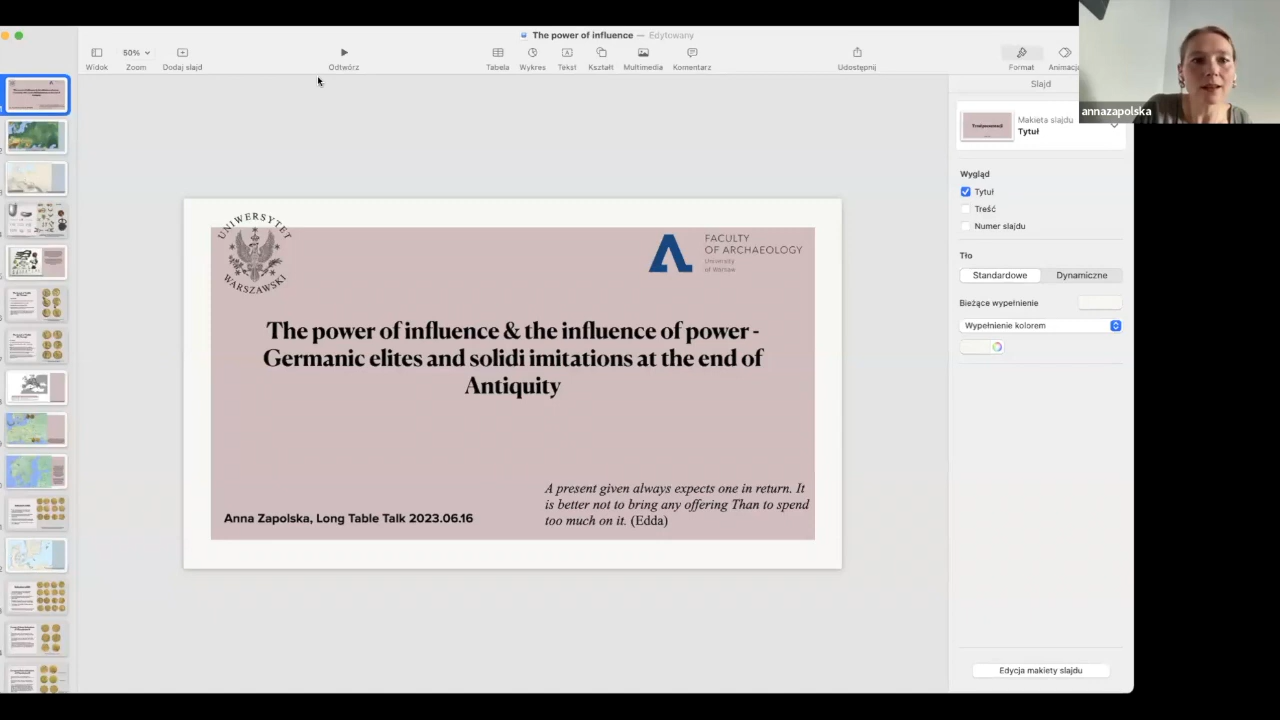 The power of influence — Edytowany
Widok
50%
Zoom
Dodaj slajd
Odtwórz
Tabela
Wykres
Tekst
Kształt
Multimedia
Komentarz
Udostępnij
Format
Animacja
annazapolska
Slajd
Makieta slajdu
Tytuł
Wygląd
Tytuł
Treść
Numer slajdu
Tło
Standardowe
Dynamiczne
Bieżące wypełnienie
Wypełnienie kolorem
Edycja makiety slajdu
UNIWERSYTET
WARSZAWSKI
FACULTY
OF ARCHAEOLOGY
University
of Warsaw
The power of influence & the influence of power -
Germanic elites and solidi imitations at the end of
Antiquity
A present given always expects one in return. It
is better not to bring any offering Than to spend
too much on it. (Edda)
Anna Zapolska, Long Table Talk 2023.06.16